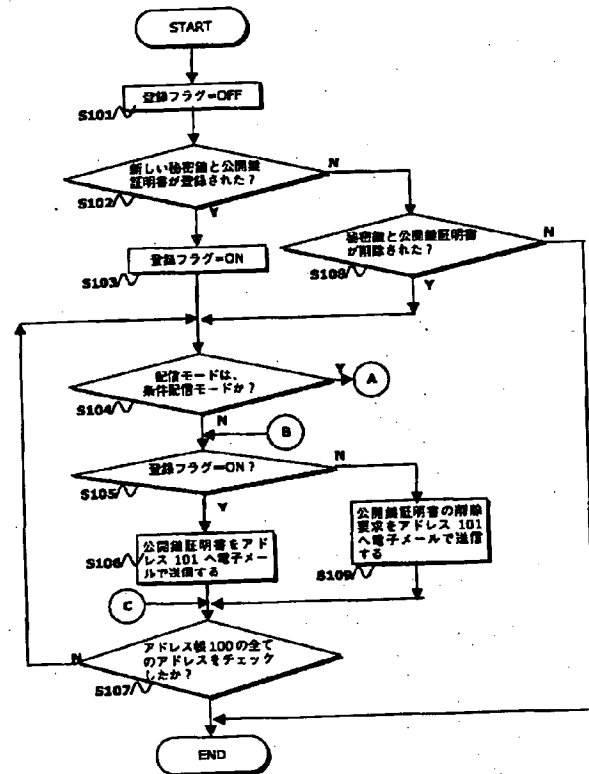 START
登録フラグ=OFF
S101
新しい秘密鍵と公開鍵
証明書が登録された?
N
S102
Y
秘密鍵と公開鍵証明書
が削除された?
N
登録フラグ=ON
S103
S108
Y
配信モードは、
条件配信モードか?
Y
A
S104
N
B
登録フラグ=ON?
N
S105
Y
公開鍵証明書をアド
レス 101 へ電子メー
ルで送信する
S106
公開鍵証明書の削除
要求をアドレス 101
へ電子メールで送信
する
S109
C
アドレス帳100の全て
のアドレスをチェック
したか?
N
S107
END